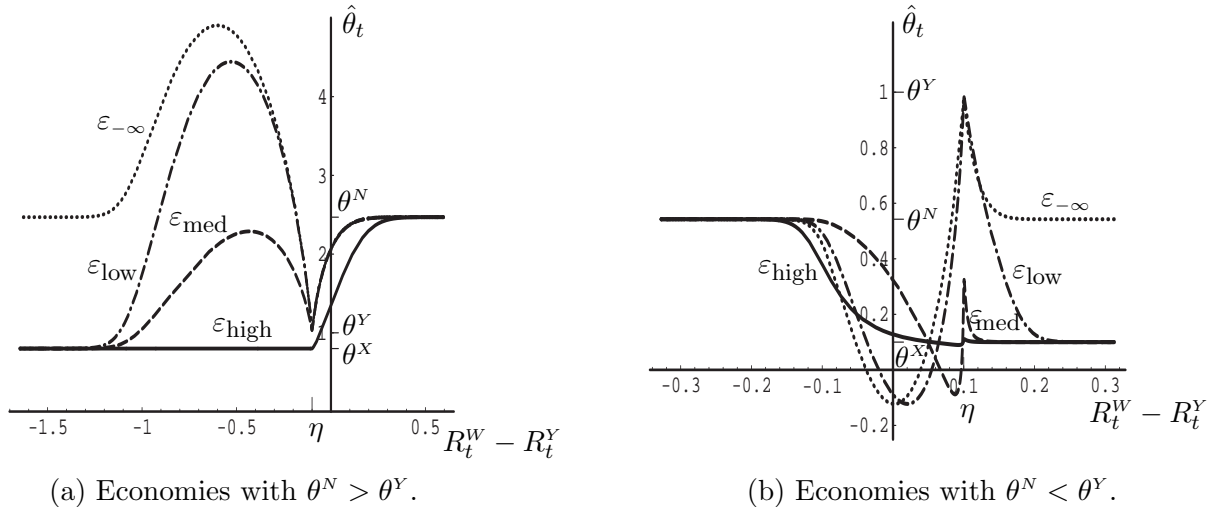 θ̂_t
4
3
2
1
θ^N
θ^Y
θ^X
ε_{-∞}
ε_med
ε_low
ε_high
-1.5 -1 -0.5 η 0.5
R_t^W − R_t^Y
(a) Economies with θ^N > θ^Y.
θ̂_t
1 θ^Y
0.8
0.6
θ^N
0.4
0.2
θ^X
-0.2
ε_{-∞}
ε_high
ε_low
ε_med
-0.3 -0.2 -0.1 0.1 0.2 0.3
η
R_t^W − R_t^Y
(b) Economies with θ^N < θ^Y.